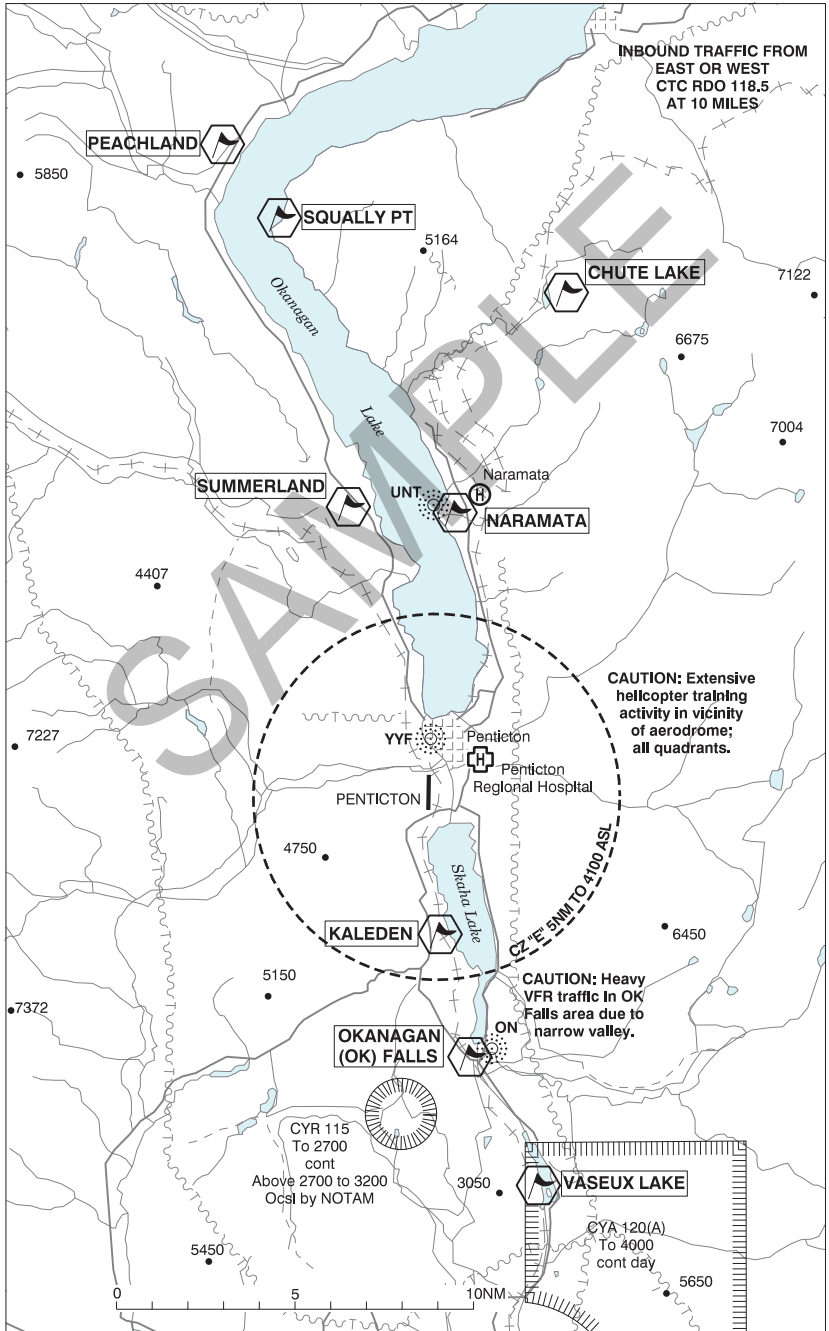 INBOUND TRAFFIC FROM
EAST OR WEST
CTC RDO 118.5
AT 10 MILES
PEACHLAND
5850
SQUALLY PT
5164
CHUTE LAKE
7122
Okanagan
6675
Lake
7004
SUMMERLAND
UNT
Naramata
H
NARAMATA
SAMPLE
4407
CAUTION: Extensive
helicopter training
activity in vicinity
of aerodrome;
all quadrants.
7227
YYF
Penticton
H
Penticton
Regional Hospital
PENTICTON
4750
Skaha Lake
CZ "E" 5NM TO 4100 ASL
KALEDEN
6450
5150
CAUTION: Heavy
VFR traffic in OK
Falls area due to
narrow valley.
7372
OKANAGAN
(OK) FALLS
ON
CYR 115
To 2700
cont
Above 2700 to 3200
Ocsl by NOTAM
3050
VASEUX LAKE
CYA 120(A)
To 4000
cont day
5450
5650
0 5 10NM